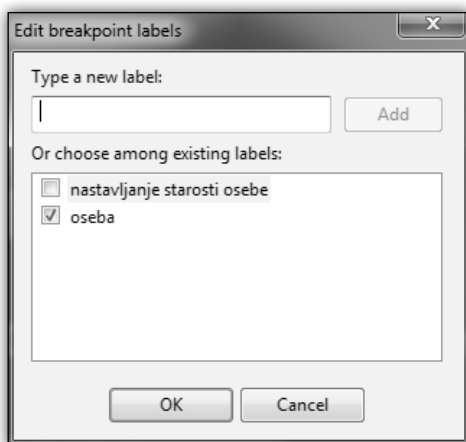 Edit breakpoint labels
Type a new label:
Add
Or choose among existing labels:
nastavljanje starosti osebe
oseba
OK
Cancel